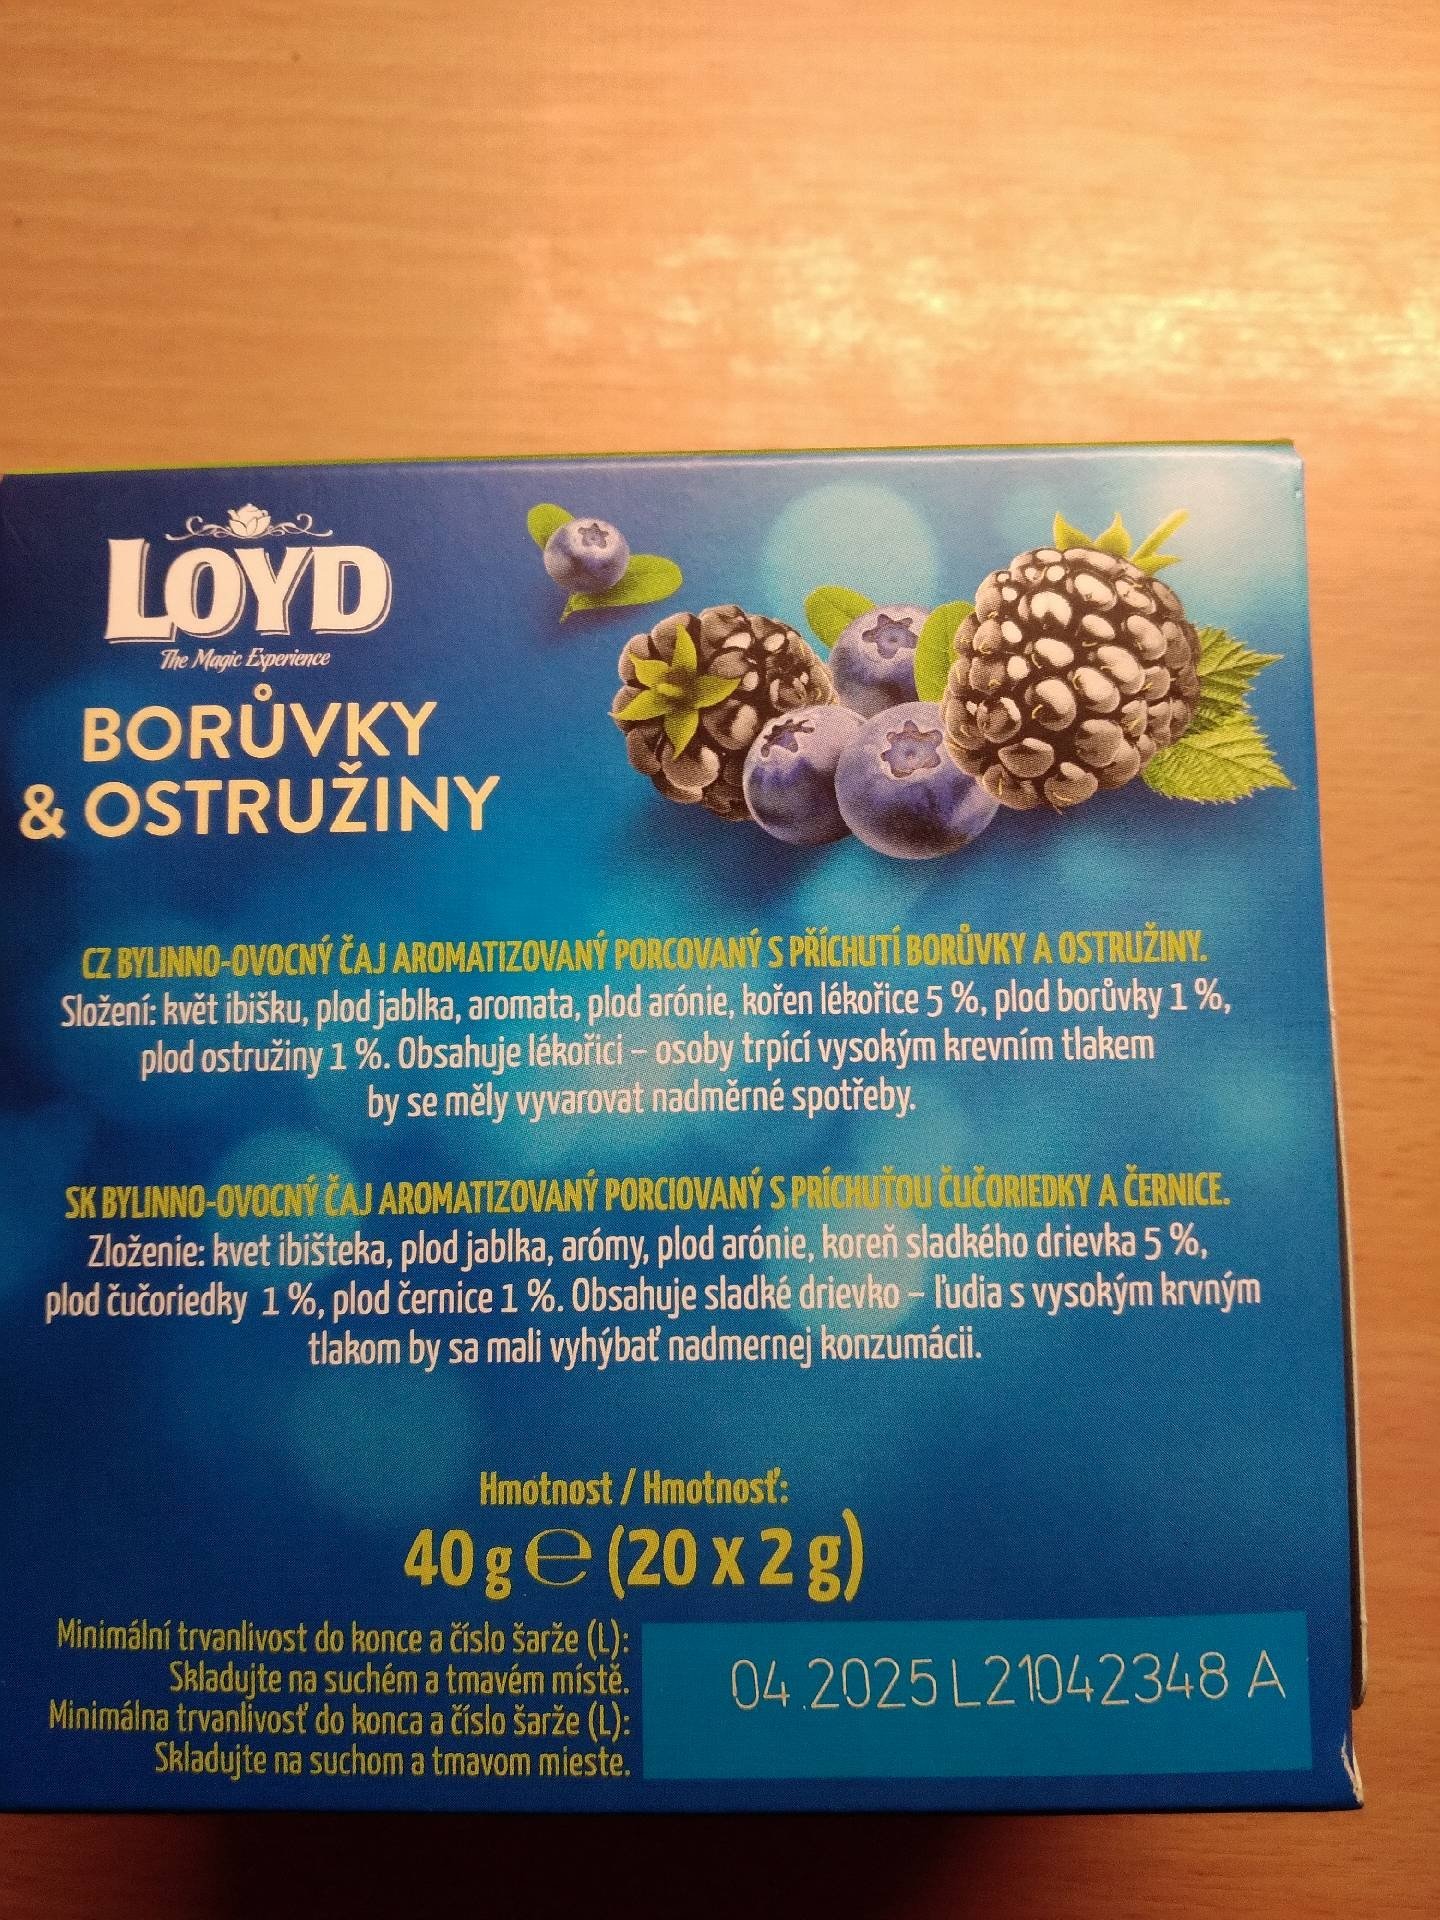 LOYD
The Magic Experience
BORŮVKY
& OSTRUŽINY
CZ BYLINNO-OVOCNÝ ČAJ AROMATIZOVANÝ PORCOVANÝ S PŘÍCHUTÍ BORŮVKY A OSTRUŽINY.
Složení: květ ibišku, plod jablka, aromata, plod arónie, kořen lékořice 5 %, plod borůvky 1 %,
plod ostružiny 1 %. Obsahuje lékořici – osoby trpící vysokým krevním tlakem
by se měly vyvarovat nadměrné spotřeby.
SK BYLINNO-OVOCNÝ ČAJ AROMATIZOVANÝ PORCIOVANÝ S PRÍCHUŤOU ČUČORIEDKY A ČERNICE.
Zloženie: kvet ibišteka, plod jablka, arómy, plod arónie, koreň sladkého drievka 5 %,
plod čučoriedky 1 %, plod černice 1 %. Obsahuje sladké drievko – ľudia s vysokým krvným
tlakom by sa mali vyhýbať nadmernej konzumácii.
Hmotnost / Hmotnosť:
40 g e (20 x 2 g)
Minimální trvanlivost do konce a číslo šarže (L):
Skladujte na suchém a tmavém místě.
Minimálna trvanlivosť do konca a číslo šarže (L):
Skladujte na suchom a tmavom mieste.
04.2025 L21042348 A